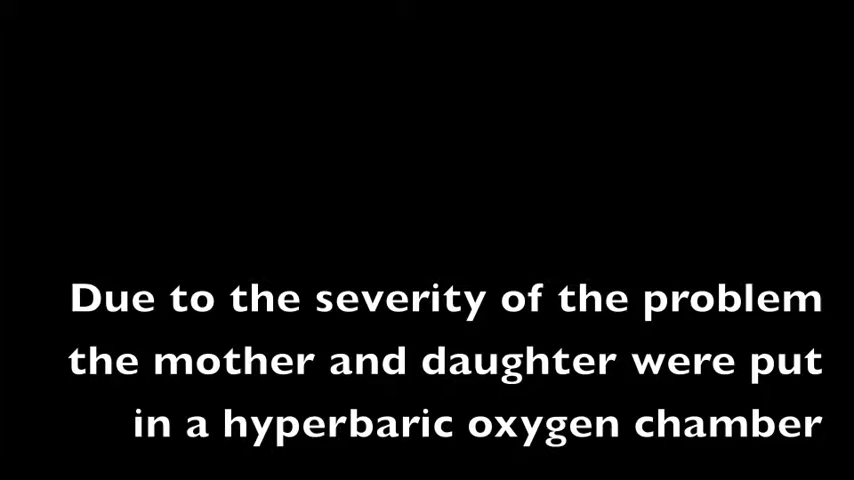 Due to the severity of the problem
the mother and daughter were put
in a hyperbaric oxygen chamber